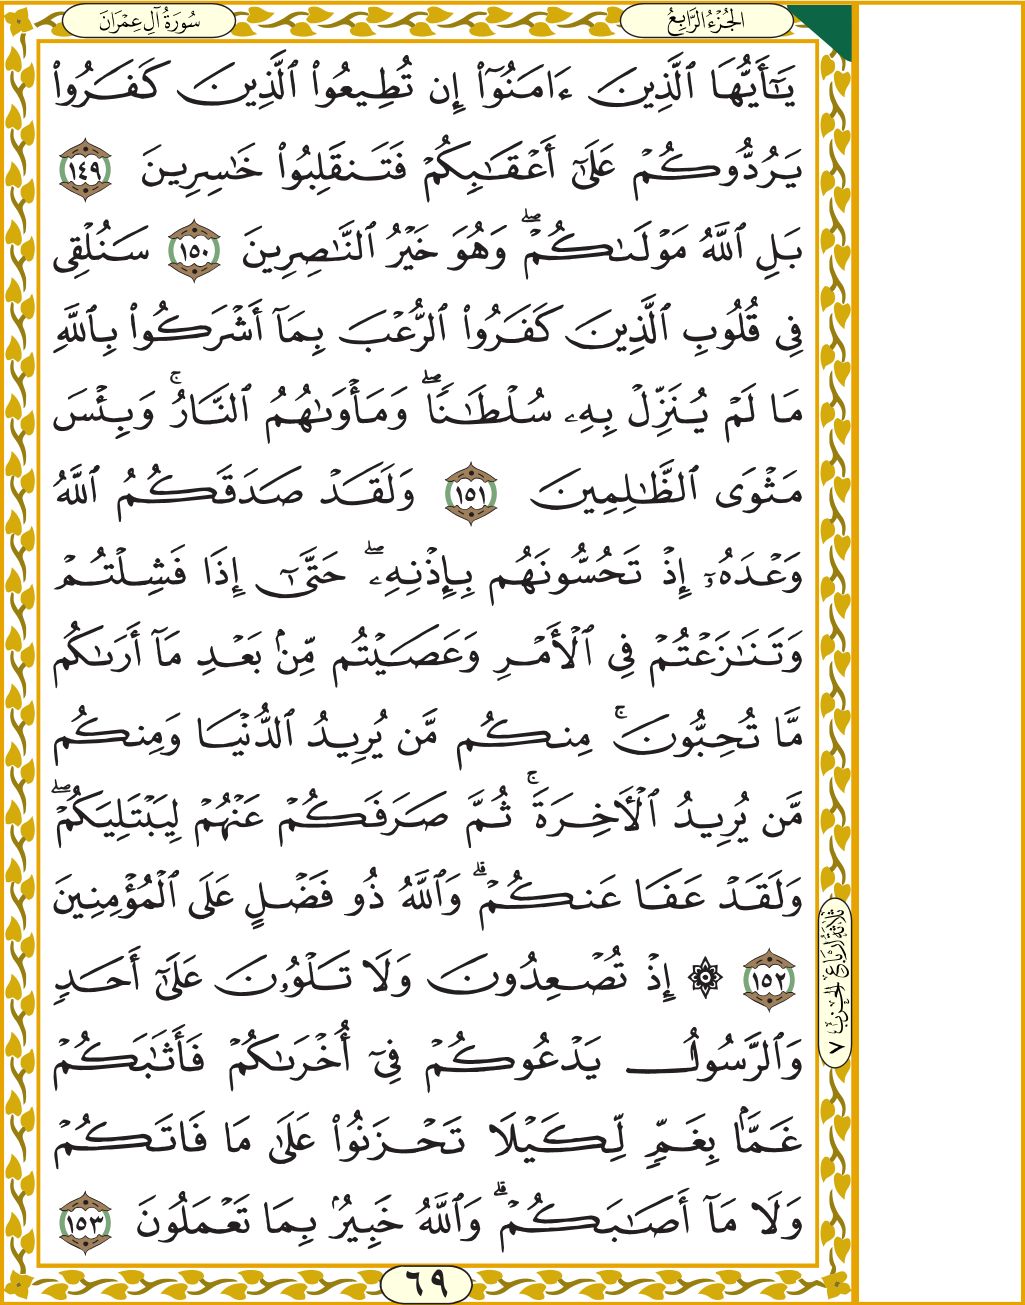 سُورَةُ آلِ عِمْرَانَ
الجُزْءُ الرَّابِعُ
يَٰٓأَيُّهَا ٱلَّذِينَ ءَامَنُوٓا۟ إِن تُطِيعُوا۟ ٱلَّذِينَ كَفَرُوا۟
يَرُدُّوكُمْ عَلَىٰٓ أَعْقَٰبِكُمْ فَتَنقَلِبُوا۟ خَٰسِرِينَ ١٤٩
بَلِ ٱللَّهُ مَوْلَىٰكُمْ ۖ وَهُوَ خَيْرُ ٱلنَّٰصِرِينَ ١٥٠ سَنُلْقِى
فِى قُلُوبِ ٱلَّذِينَ كَفَرُوا۟ ٱلرُّعْبَ بِمَآ أَشْرَكُوا۟ بِٱللَّهِ
مَا لَمْ يُنَزِّلْ بِهِۦ سُلْطَٰنًا ۖ وَمَأْوَىٰهُمُ ٱلنَّارُ ۚ وَبِئْسَ
مَثْوَى ٱلظَّٰلِمِينَ ١٥١ وَلَقَدْ صَدَقَكُمُ ٱللَّهُ
وَعْدَهُۥٓ إِذْ تَحُسُّونَهُم بِإِذْنِهِۦ ۖ حَتَّىٰٓ إِذَا فَشِلْتُمْ
وَتَنَٰزَعْتُمْ فِى ٱلْأَمْرِ وَعَصَيْتُم مِّنۢ بَعْدِ مَآ أَرَىٰكُم
مَّا تُحِبُّونَ ۚ مِنكُم مَّن يُرِيدُ ٱلدُّنْيَا وَمِنكُم
مَّن يُرِيدُ ٱلْأَخِرَةَ ۚ ثُمَّ صَرَفَكُمْ عَنْهُمْ لِيَبْتَلِيَكُمْ ۖ
وَلَقَدْ عَفَا عَنكُمْ ۗ وَٱللَّهُ ذُو فَضْلٍ عَلَى ٱلْمُؤْمِنِينَ
١٥٢ ۞ إِذْ تُصْعِدُونَ وَلَا تَلْوُۥنَ عَلَىٰٓ أَحَدٍ
وَٱلرَّسُولُ يَدْعُوكُمْ فِىٓ أُخْرَىٰكُمْ فَأَثَٰبَكُمْ
غَمًّۢا بِغَمٍّ لِّكَيْلَا تَحْزَنُوا۟ عَلَىٰ مَا فَاتَكُمْ
وَلَا مَآ أَصَٰبَكُمْ ۗ وَٱللَّهُ خَبِيرٌۢ بِمَا تَعْمَلُونَ ١٥٣
ثَلَاثَةُ أَرْبَاعِ الحِزْبِ ٧
٦٩